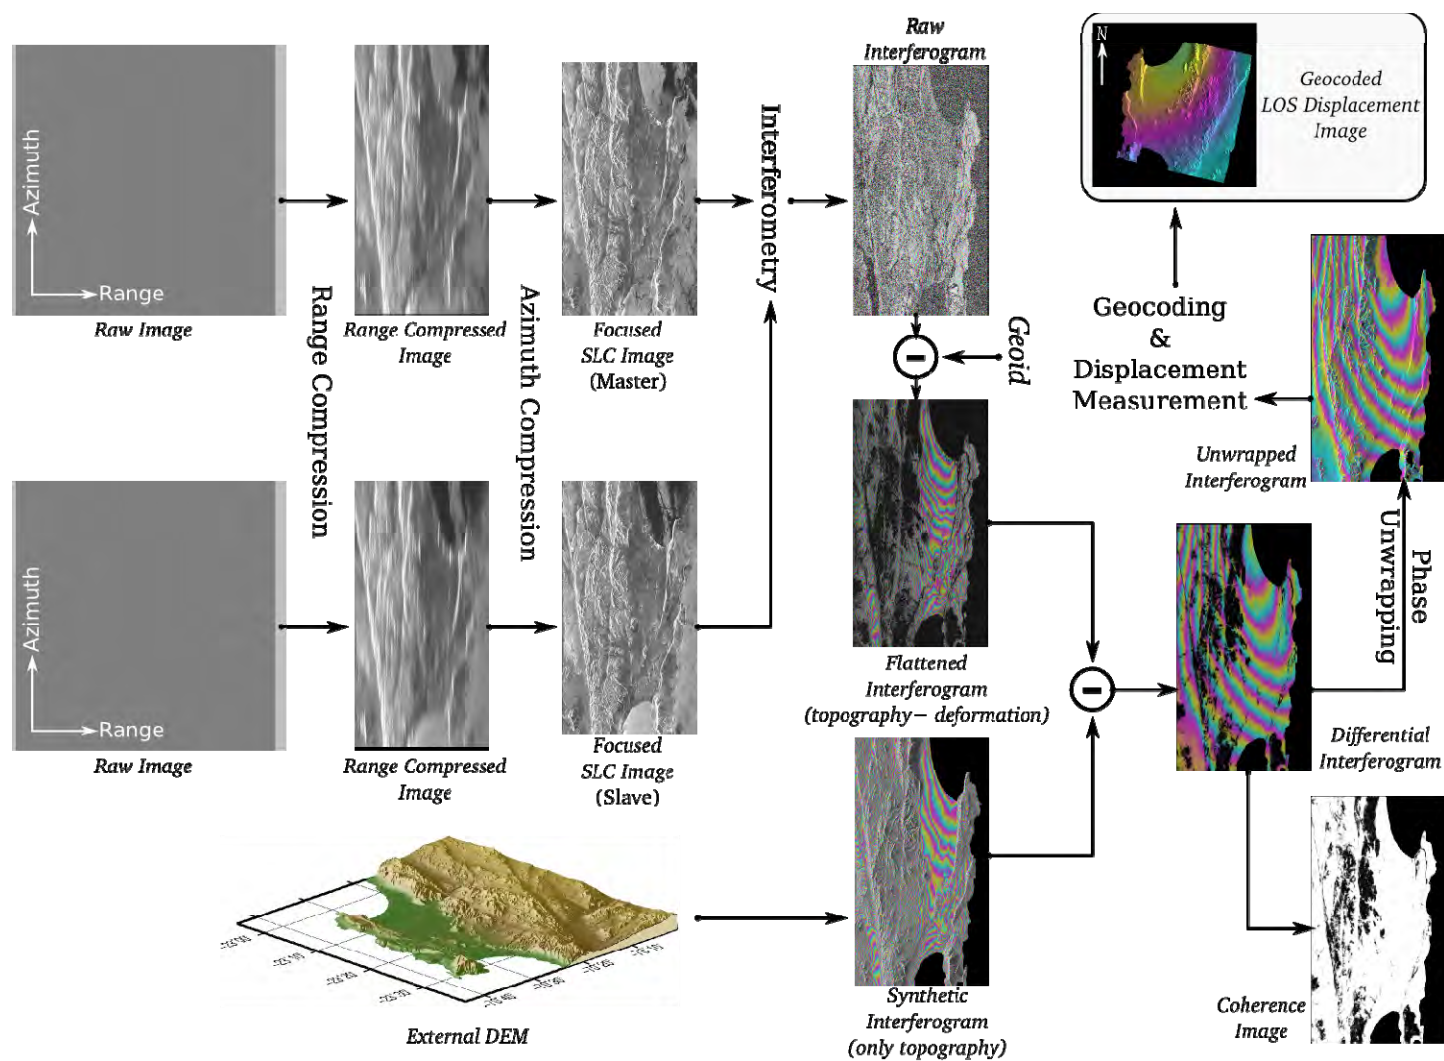 Azimuth
Range
Raw Image
Range Compression
Range Compressed
Image
Azimuth Compression
Focused
SLC Image
(Master)
Interferometry
Raw
Interferogram
Geoid
N
Geocoded
LOS Displacement
Image
Geocoding
&
Displacement
Measurement
Unwrapped
Interferogram
Azimuth
Range
Raw Image
Range Compressed
Image
Focused
SLC Image
(Slave)
Flattened
Interferogram
(topography− deformation)
Phase
Unwrapping
Differential
Interferogram
External DEM
Synthetic
Interferogram
(only topography)
Coherence
Image